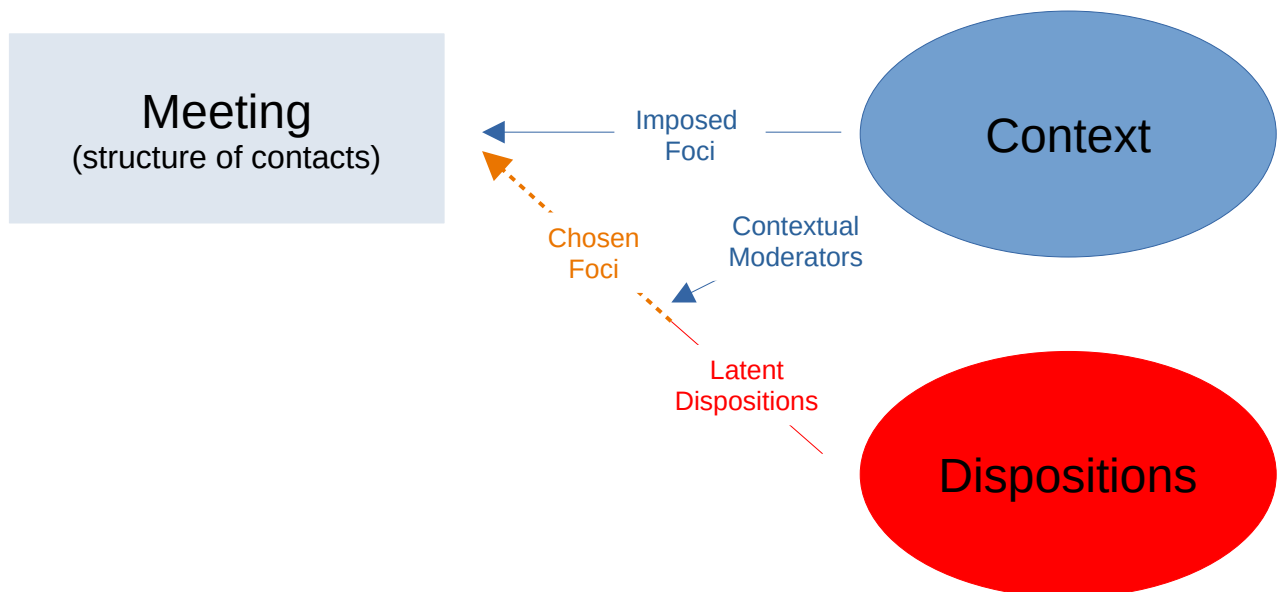 Meeting
(structure of contacts)
Imposed
Foci
Context
Contextual
Moderators
Chosen
Foci
Latent
Dispositions
Dispositions